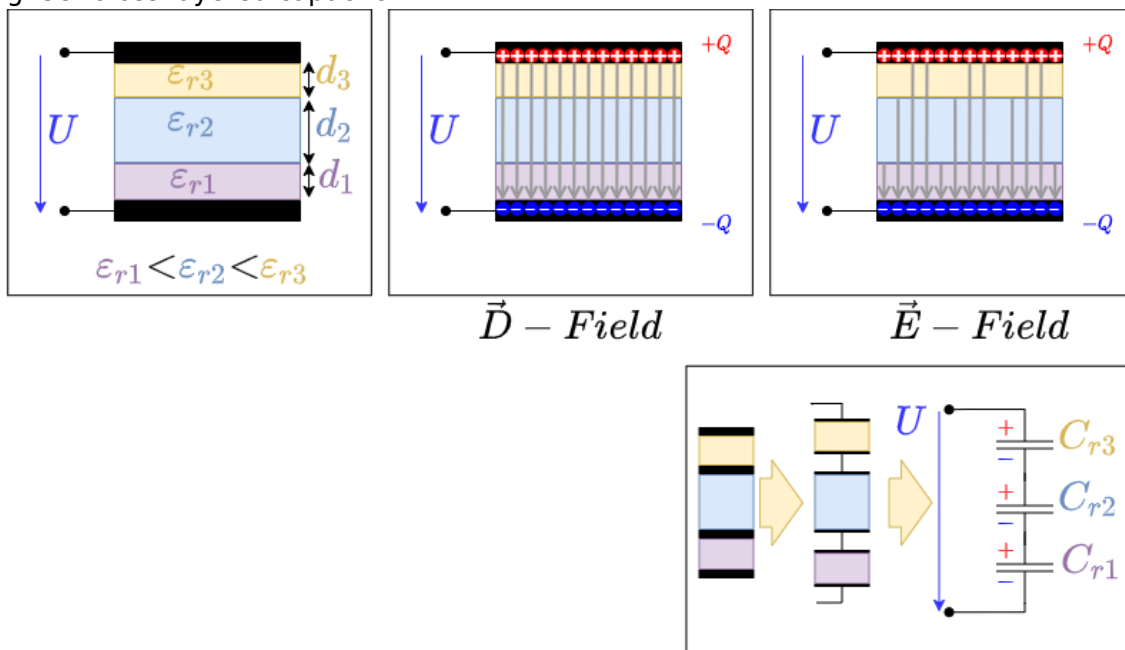 U
εr3
d3
εr2
d2
εr1
d1
εr1<εr2<εr3
U
+Q
−Q
D⃗ − Field
U
+Q
−Q
E⃗ − Field
U
+
−
Cr3
+
−
Cr2
+
−
Cr1